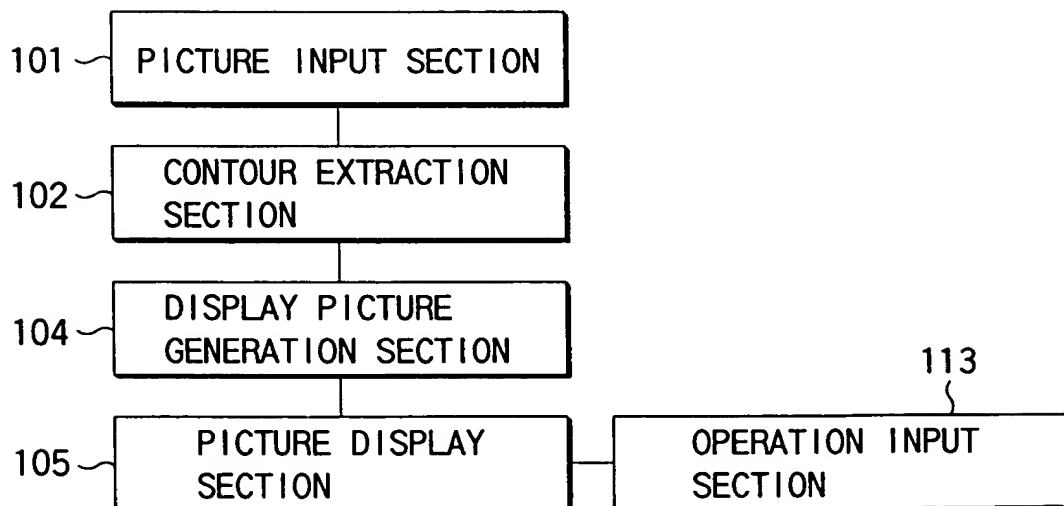 101
PICTURE INPUT SECTION
102
CONTOUR EXTRACTION
SECTION
104
DISPLAY PICTURE
GENERATION SECTION
113
105
PICTURE DISPLAY
SECTION
OPERATION INPUT
SECTION